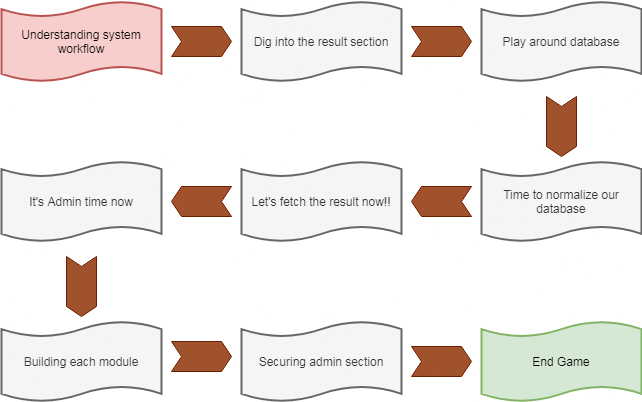 Understanding system
workflow
Dig into the result section
Play around database
Time to normalize our
database
Let's fetch the result now!!
It's Admin time now
Building each module
Securing admin section
End Game